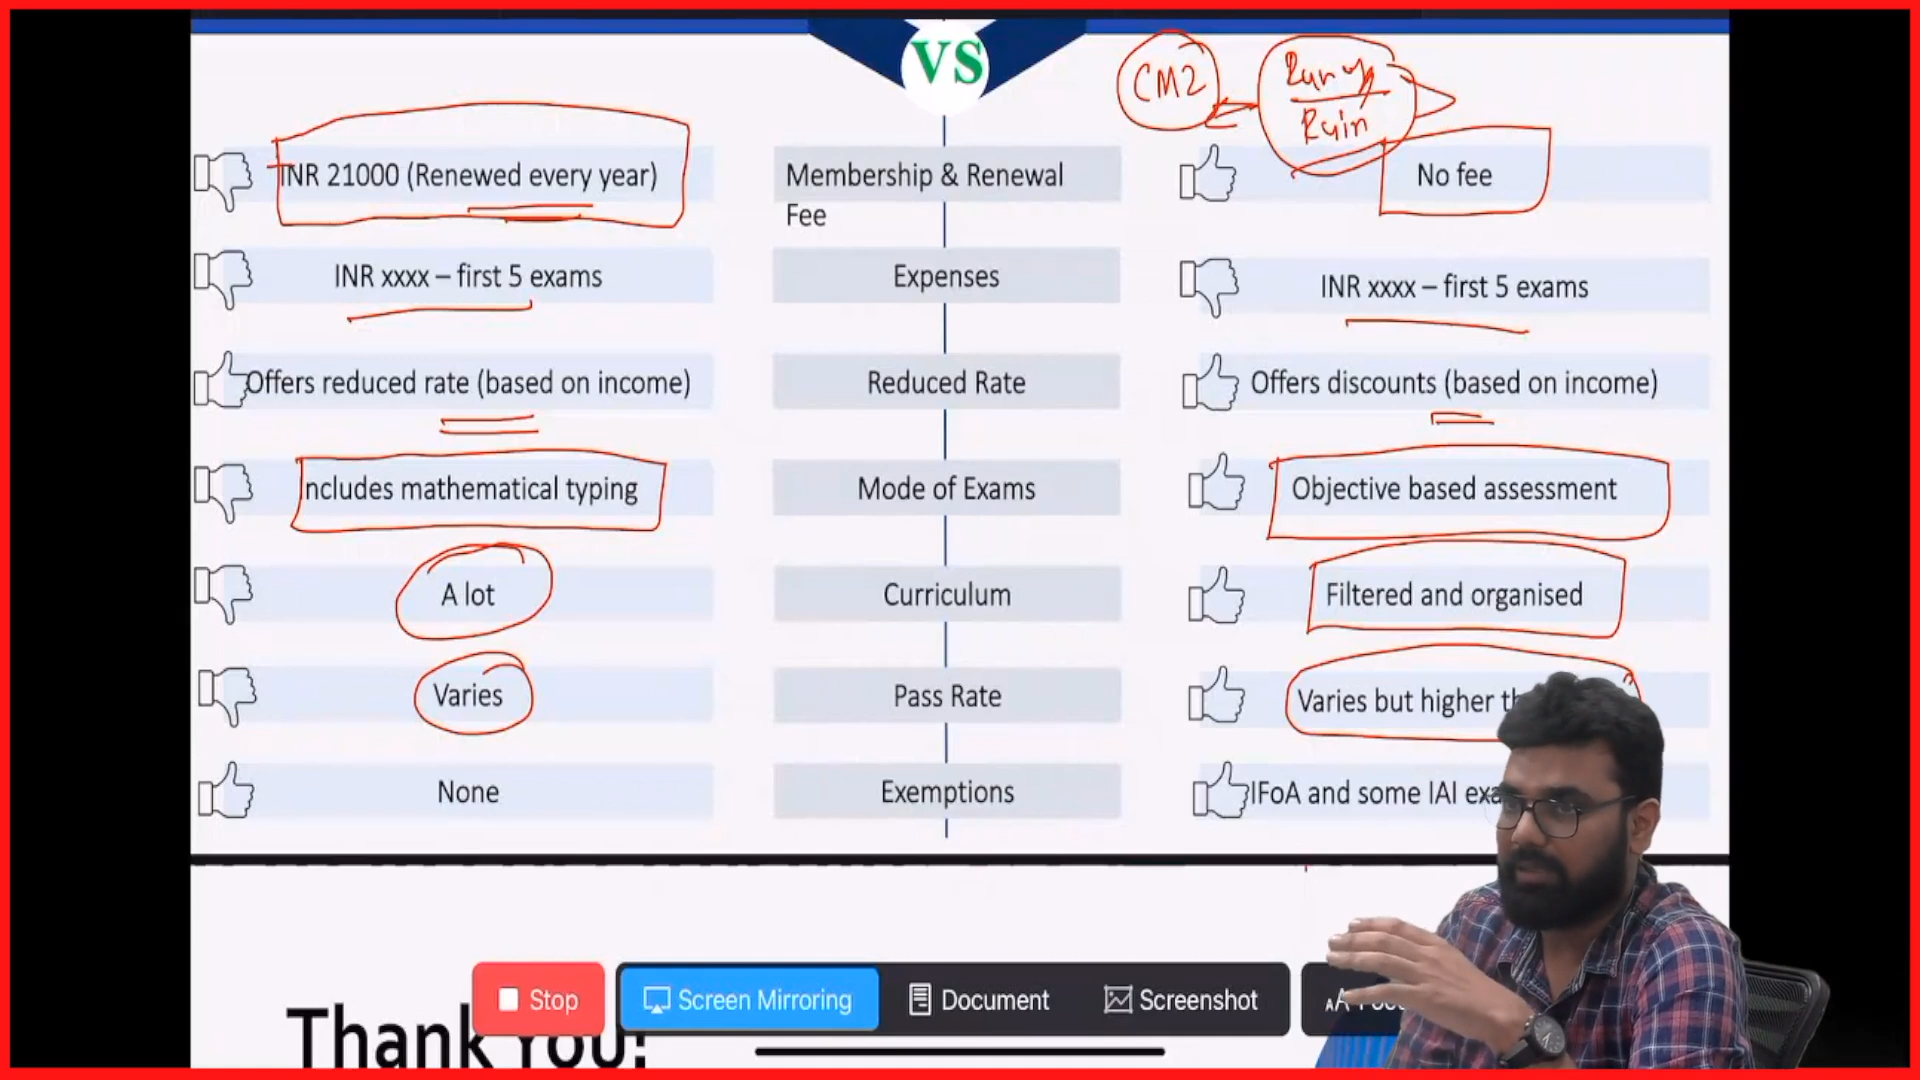 VS
CM2
Run off
Ruin
INR 21000 (Renewed every year)
Membership & Renewal
Fee
No fee
INR xxxx – first 5 exams
Expenses
INR xxxx – first 5 exams
Offers reduced rate (based on income)
Reduced Rate
Offers discounts (based on income)
ncludes mathematical typing
Mode of Exams
Objective based assessment
A lot
Curriculum
Filtered and organised
Varies
Pass Rate
Varies but higher
None
Exemptions
IFoA and some IAI
Stop
Screen Mirroring
Document
Screenshot
Thank You!